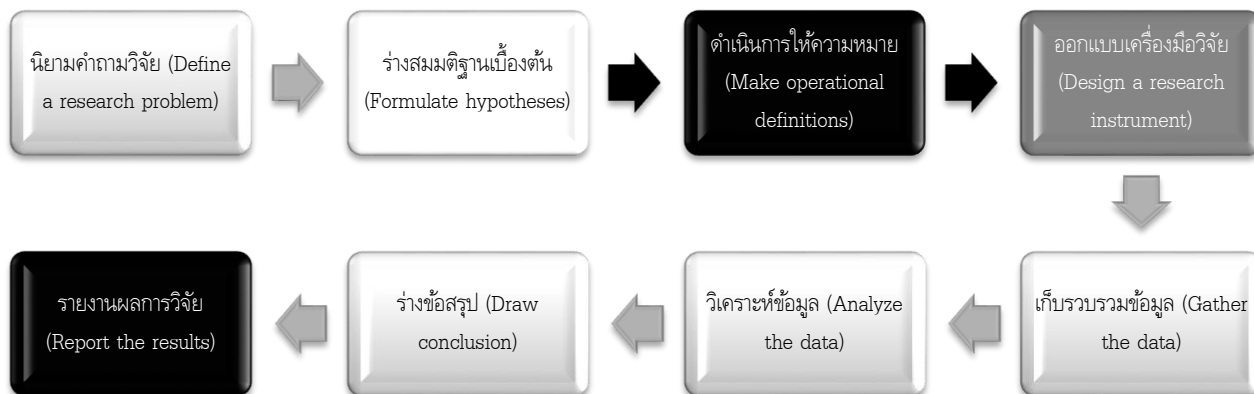 นิยามคำถามวิจัย (Define
a research problem)
ร่างสมมติฐานเบื้องต้น
(Formulate hypotheses)
ดำเนินการให้ความหมาย
(Make operational
definitions)
ออกแบบเครื่องมือวิจัย
(Design a research
instrument)
เก็บรวบรวมข้อมูล (Gather
the data)
วิเคราะห์ข้อมูล (Analyze
the data)
ร่างข้อสรุป (Draw
conclusion)
รายงานผลการวิจัย
(Report the results)